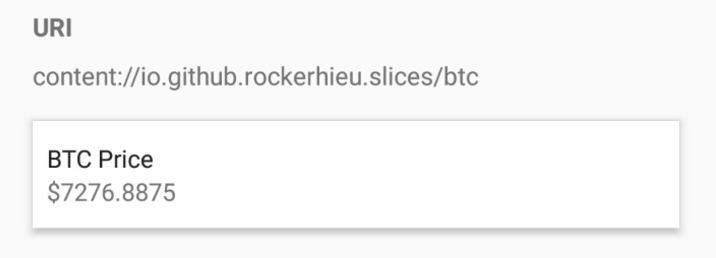 URI
content://io.github.rockerhieu.slices/btc
BTC Price
$7276.8875